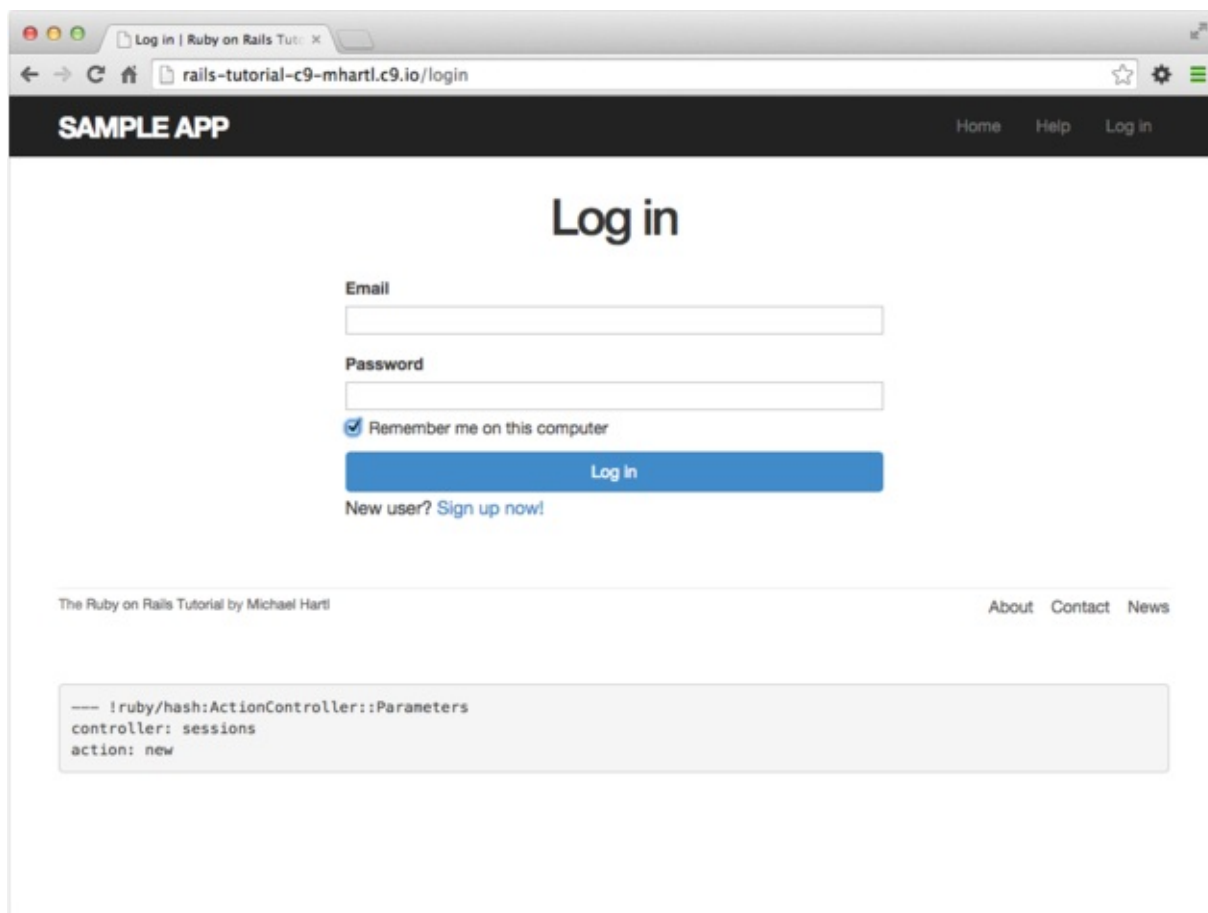 Log in | Ruby on Rails Tuto
rails-tutorial-c9-mhartl.c9.io/login
SAMPLE APP
Home Help Log in
Log in
Email
Password
Remember me on this computer
Log in
New user? Sign up now!
The Ruby on Rails Tutorial by Michael Hartl
About Contact News
--- !ruby/hash:ActionController::Parameters
controller: sessions
action: new